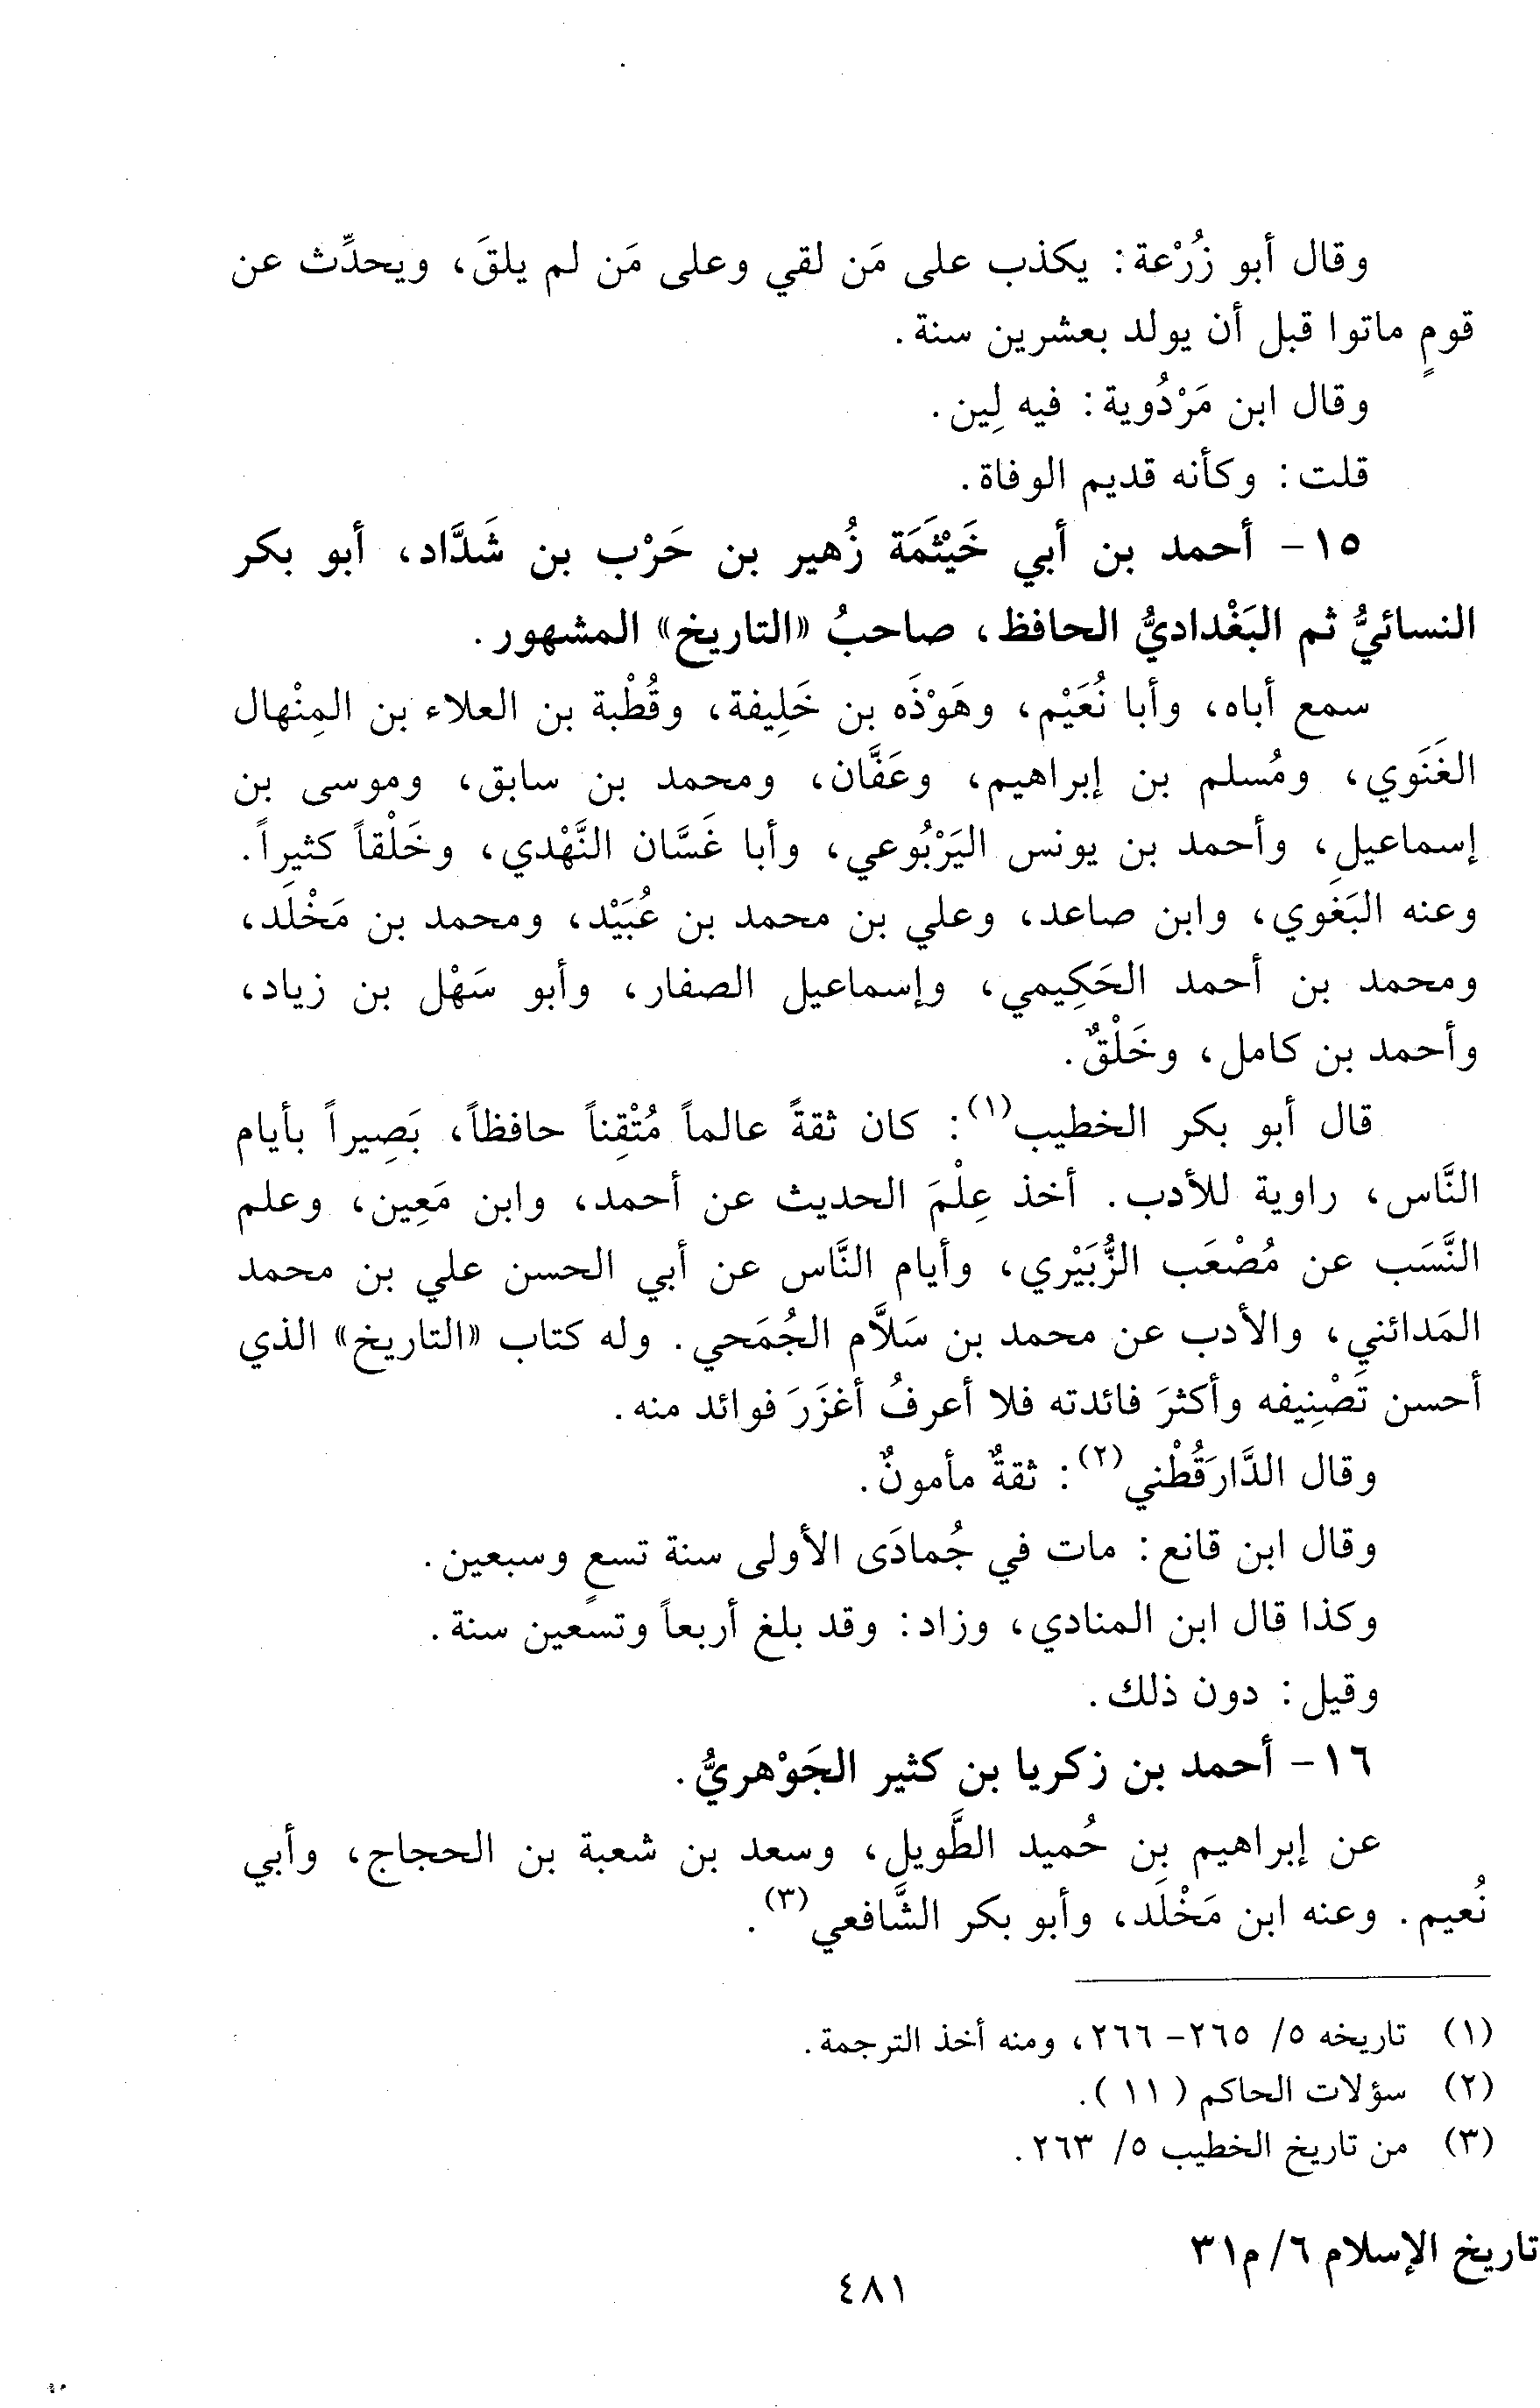 وقال أبو زُرْعة: يكذب على مَن لقي وعلى مَن لم يلقَ، ويحدِّث عن
قومٍ ماتوا قبل أن يولد بعشرين سنة.
وقال ابن مَرْدُوية: فيه لِين.
قلت: وكأنه قديم الوفاة.
١٥- أحمد بن أبي خَيْثَمَة زُهير بن حَرْب بن شَدَّاد، أبو بكر
النسائيُّ ثم البَغْداديُّ الحافظ، صاحبُ «التاريخ» المشهور.
سمع أباه، وأبا نُعَيْم، وهَوْذَه بن خَلِيفة، وقُطْبة بن العلاء بن المِنْهال
الغَنَوي، ومُسلم بن إبراهيم، وعَفَّان، ومحمد بن سابق، وموسى بن
إسماعيل، وأحمد بن يونس اليَرْبُوعي، وأبا غَسَّان النَّهْدي، وخَلْقاً كثيراً.
وعنه البَغَوي، وابن صاعد، وعلي بن محمد بن عُبَيْد، ومحمد بن مَخْلَد،
ومحمد بن أحمد الحَكِيمي، وإسماعيل الصفار، وأبو سَهْل بن زياد،
وأحمد بن كامل، وخَلْقٌ.
قال أبو بكر الخطيب(١): كان ثقةً عالماً مُتْقِناً حافظاً، بَصِيراً بأيام
النَّاس، راوية للأدب. أخذ عِلْمَ الحديث عن أحمد، وابن مَعِين، وعلم
النَّسَب عن مُصْعَب الزُّبَيْري، وأيام النَّاس عن أبي الحسن علي بن محمد
المَدائني، والأدب عن محمد بن سَلاَّم الجُمَحي. وله كتاب «التاريخ» الذي
أحسن تَصْنِيفه وأكثرَ فائدته فلا أعرفُ أغزَرَ فوائد منه.
وقال الدَّارَقُطْني(٢): ثقةٌ مأمونٌ.
وقال ابن قانع: مات في جُمادَى الأولى سنة تسعٍ وسبعين.
وكذا قال ابن المنادي، وزاد: وقد بلغ أربعاً وتسعين سنة.
وقيل: دون ذلك.
١٦- أحمد بن زكريا بن كثير الجَوْهريُّ.
عن إبراهيم بن حُميد الطَّويل، وسعد بن شعبة بن الحجاج، وأبي
نُعيم. وعنه ابن مَخْلَد، وأبو بكر الشَّافعي(٣).
(١) تاريخه ٥/ ٢٦٥- ٢٦٦، ومنه أخذ الترجمة.
(٢) سؤلات الحاكم (١١).
(٣) من تاريخ الخطيب ٥/ ٢٦٣.
تاريخ الإسلام ٦/ م٣١
٤٨١